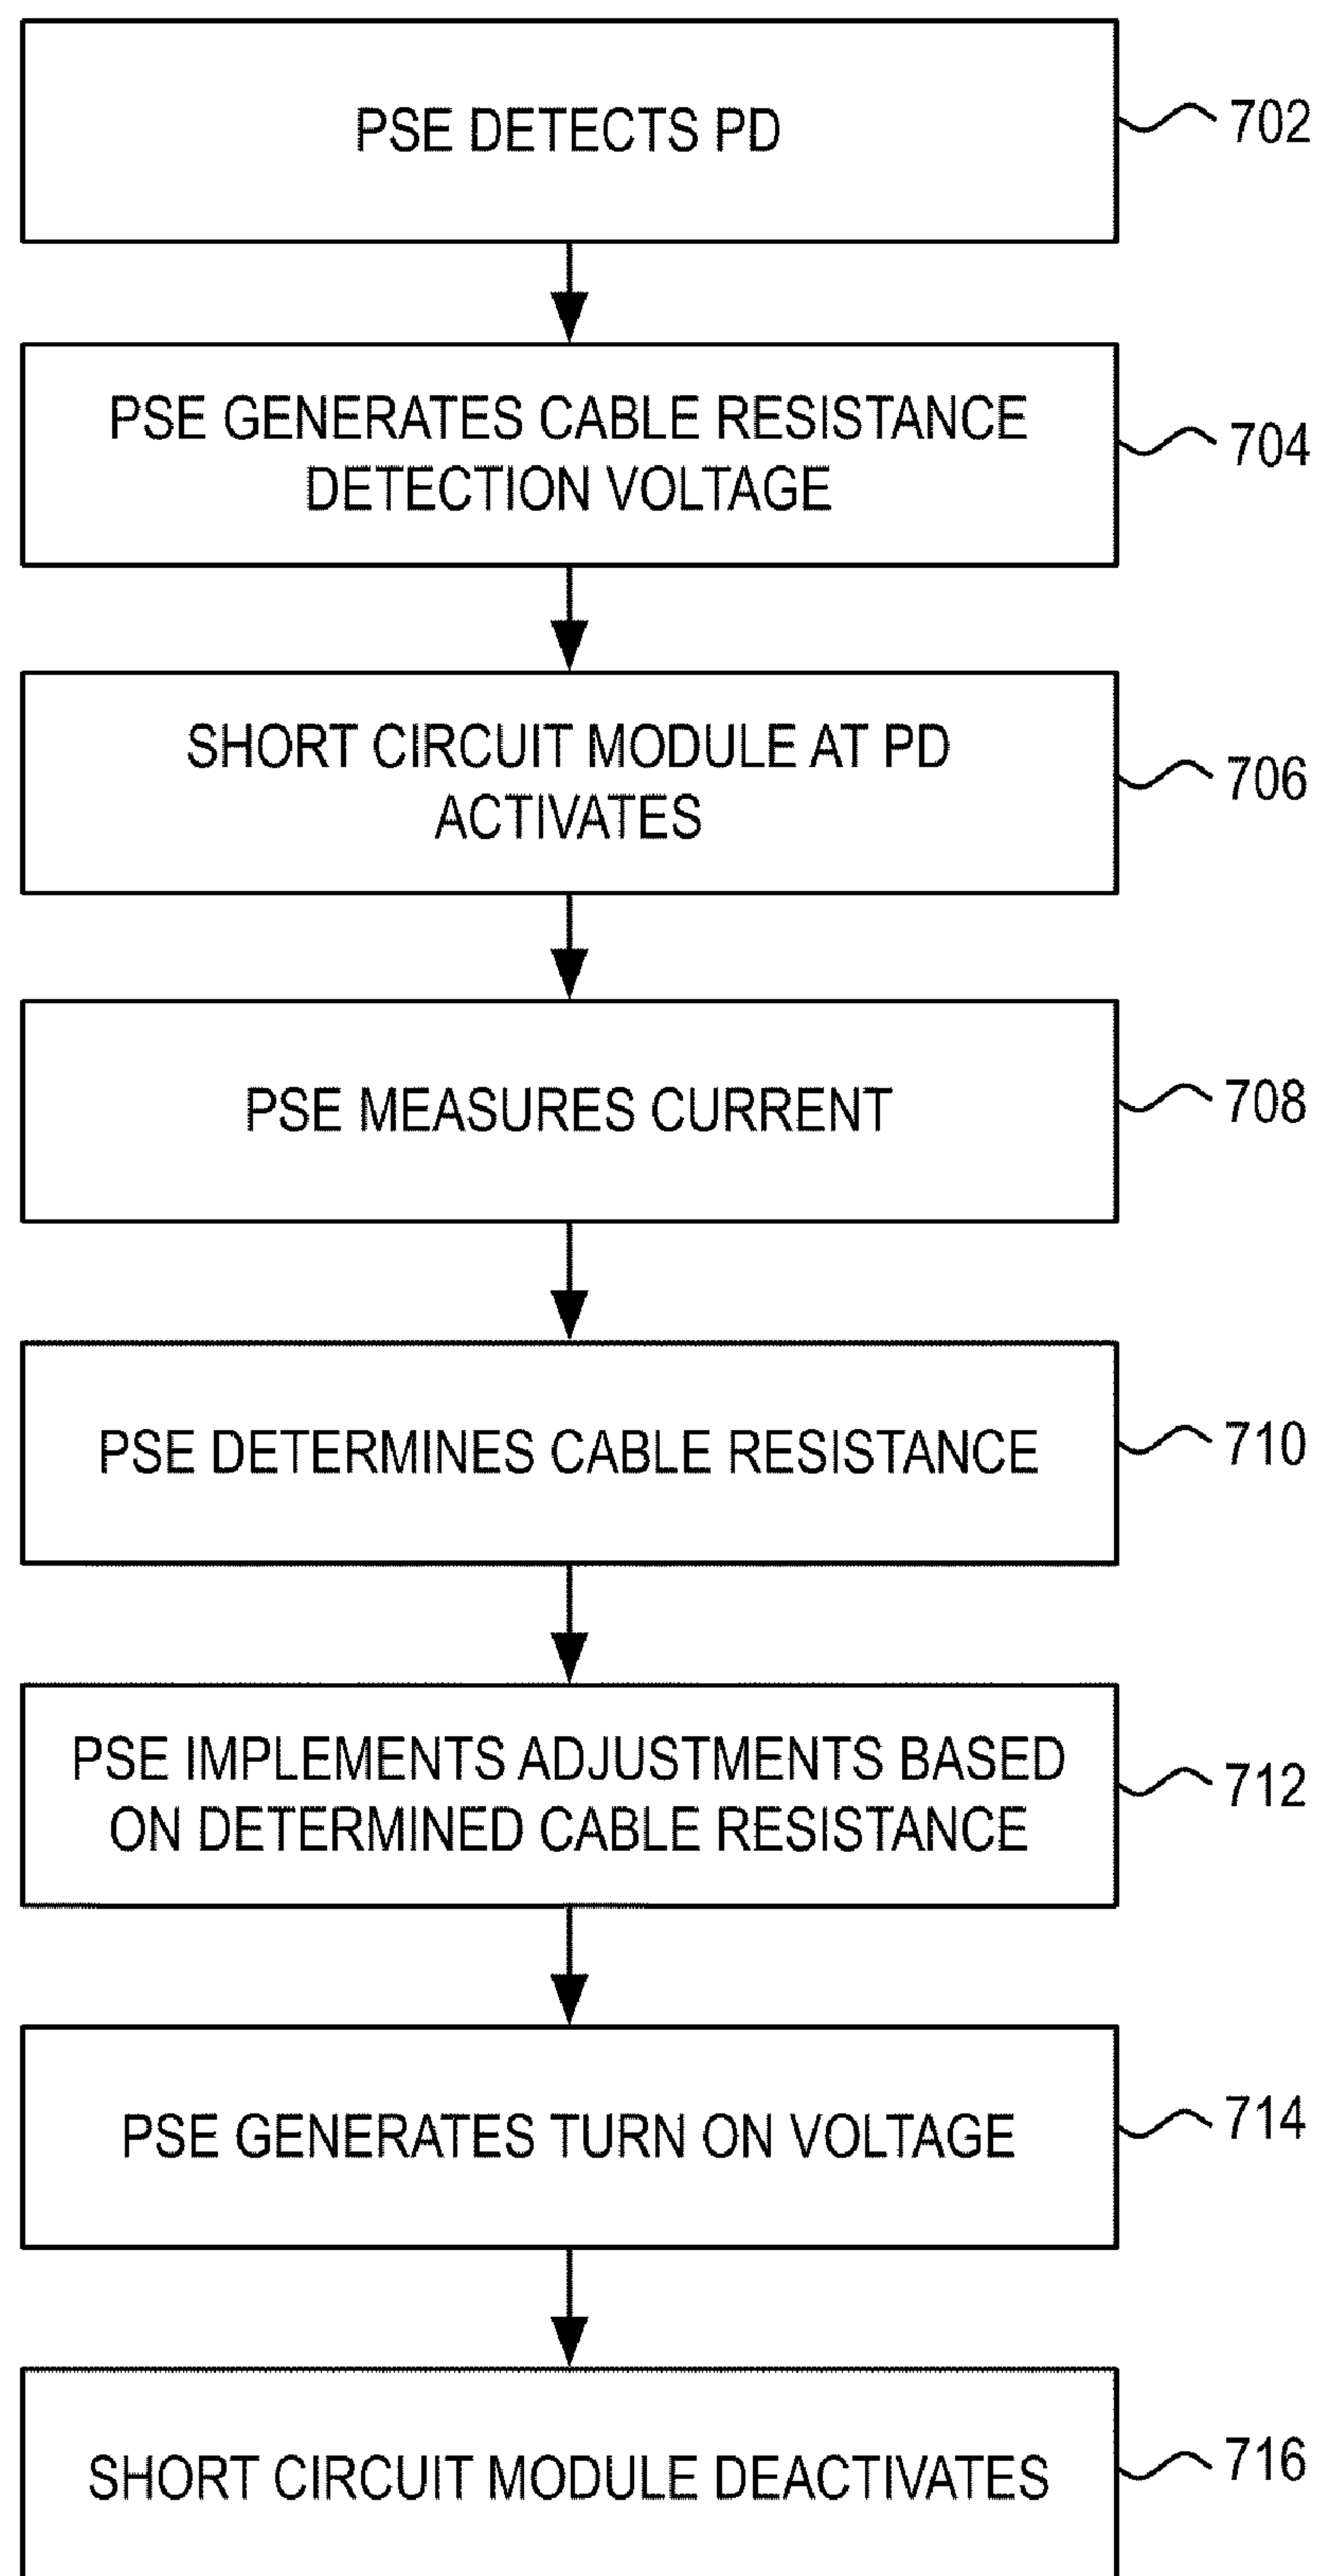 PSE DETECTS PD
702
PSE GENERATES CABLE RESISTANCE
DETECTION VOLTAGE
704
SHORT CIRCUIT MODULE AT PD
ACTIVATES
706
PSE MEASURES CURRENT
708
PSE DETERMINES CABLE RESISTANCE
710
PSE IMPLEMENTS ADJUSTMENTS BASED
ON DETERMINED CABLE RESISTANCE
712
PSE GENERATES TURN ON VOLTAGE
714
SHORT CIRCUIT MODULE DEACTIVATES
716